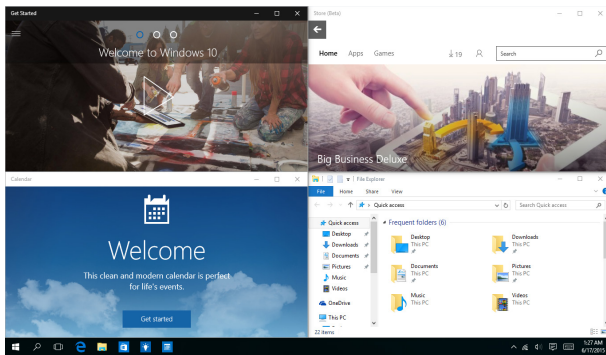 Get Started
Welcome to Windows 10
Store (Beta)
Home Apps Games 19 Search
Big Business Deluxe
Calendar
Welcome
This clean and modern calendar is perfect
for life's events.
Get started
File Explorer
File Home Share View
Quick access Search Quick access
Quick access
Desktop
Downloads
Documents
Pictures
Music
Videos
OneDrive
This PC
Frequent folders (6)
Desktop
This PC
Downloads
This PC
Documents
This PC
Pictures
This PC
Music
This PC
Videos
This PC
22 items
1:27 AM
6/17/2015